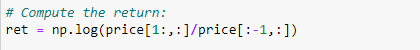 # Compute the return:
ret = np.log(price[1:,:]/price[:-1,:])